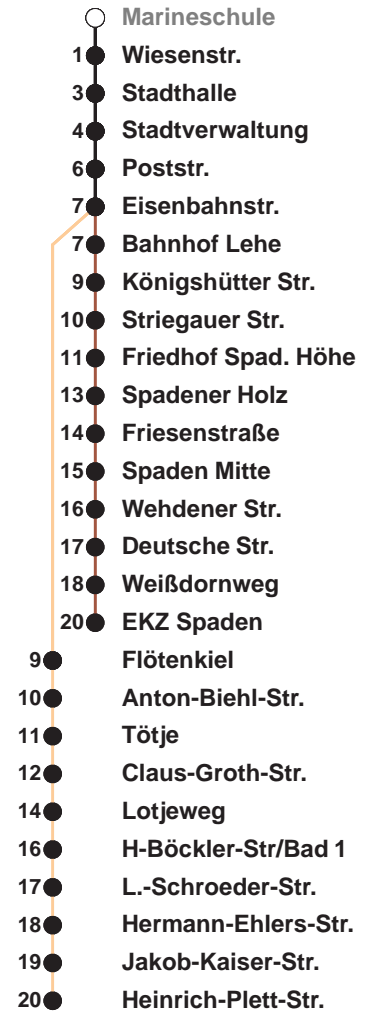 Marineschule
1 Wiesenstr.
3 Stadthalle
4 Stadtverwaltung
6 Poststr.
7 Eisenbahnstr.
7 Bahnhof Lehe
9 Königshütter Str.
10 Striegauer Str.
11 Friedhof Spad. Höhe
13 Spadener Holz
14 Friesenstraße
15 Spaden Mitte
16 Wehdener Str.
17 Deutsche Str.
18 Weißdornweg
20 EKZ Spaden
9 Flötenkiel
10 Anton-Biehl-Str.
11 Tötje
12 Claus-Groth-Str.
14 Lotjeweg
16 H-Böckler-Str/Bad 1
17 L.-Schroeder-Str.
18 Hermann-Ehlers-Str.
19 Jakob-Kaiser-Str.
20 Heinrich-Plett-Str.